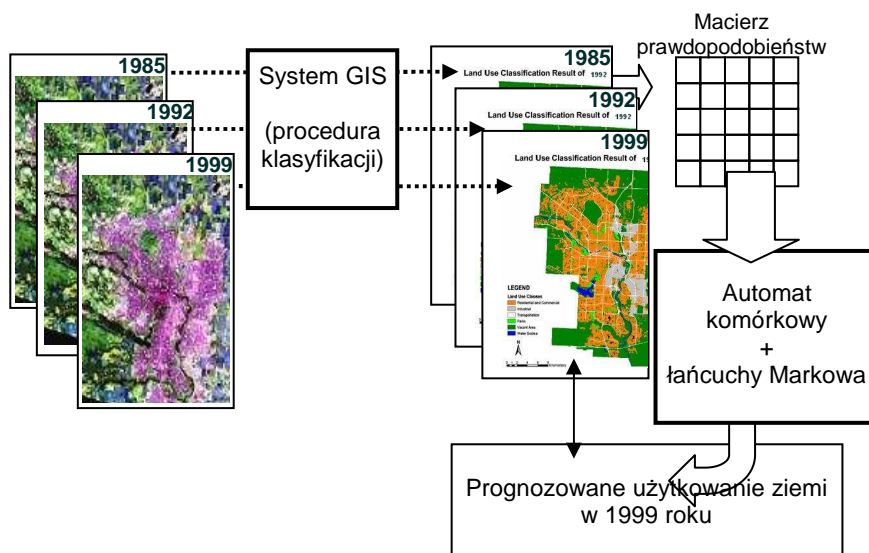 1985
1992
1999
System GIS
(procedura
klasyfikacji)
1985
Land Use Classification Result of 1992
1992
Land Use Classification Result of 1992
1999
Land Use Classification Result of
LEGEND
Land Use Classes
Residential and Commercial
Industrial
Transportation
Parks
Vacant Area
Water Bodies
N
Macierz
prawdopodobieństw
Automat
komórkowy
+
łańcuchy Markowa
Prognozowane użytkowanie ziemi
w 1999 roku